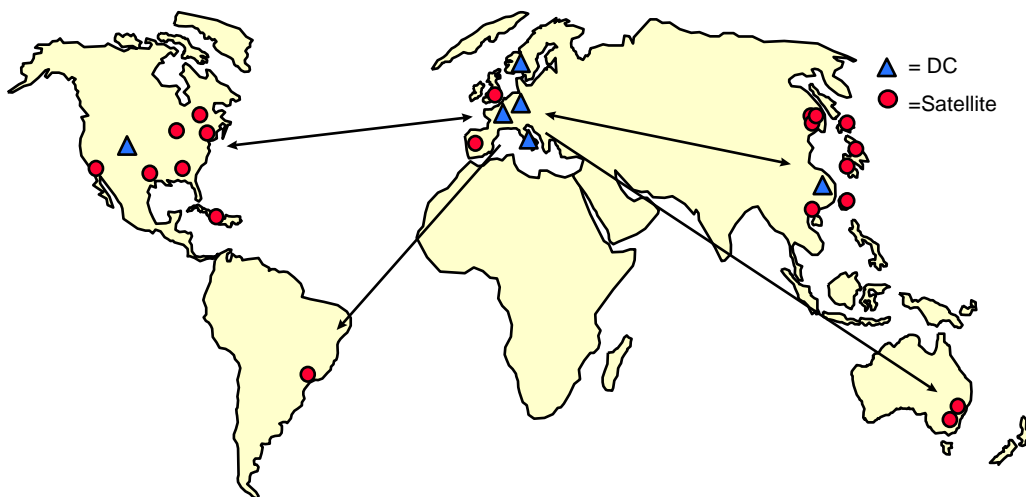 = DC
=Satellite